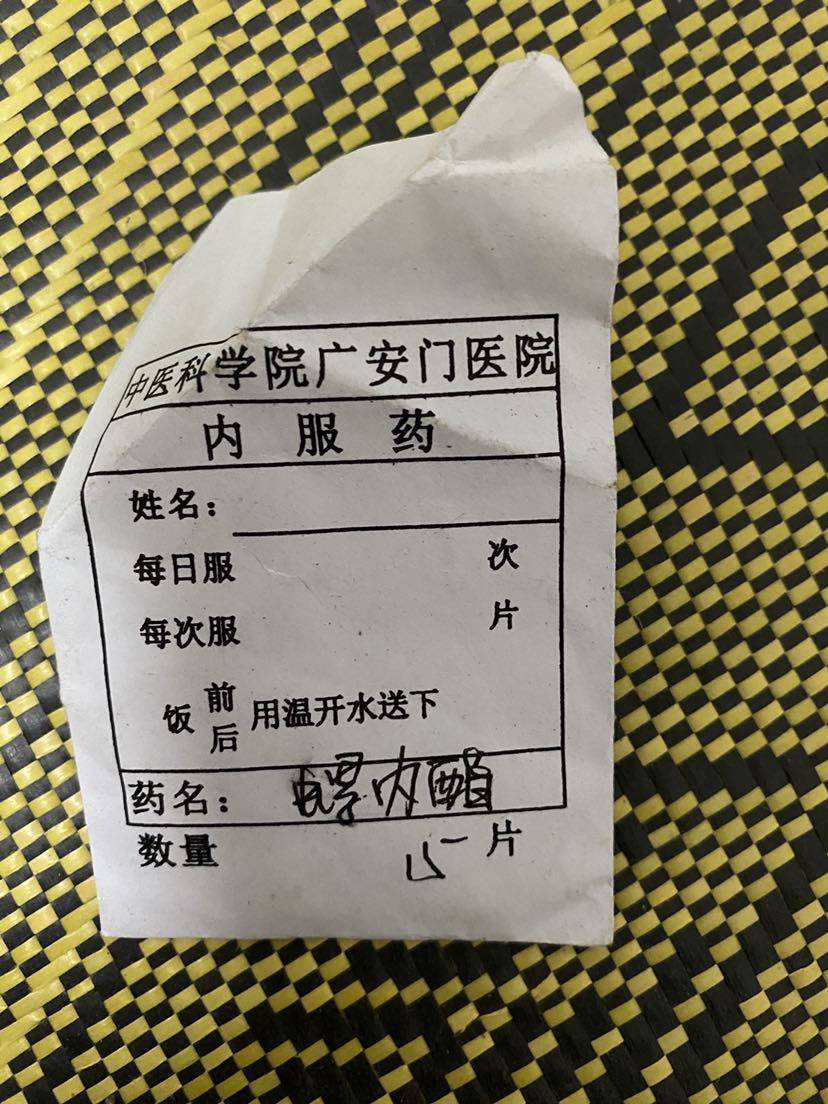 中医科学院广安门医院
内服药
姓名：
每日服 次
每次服 片
饭前后用温开水送下
药名：螺内酯
数量 片